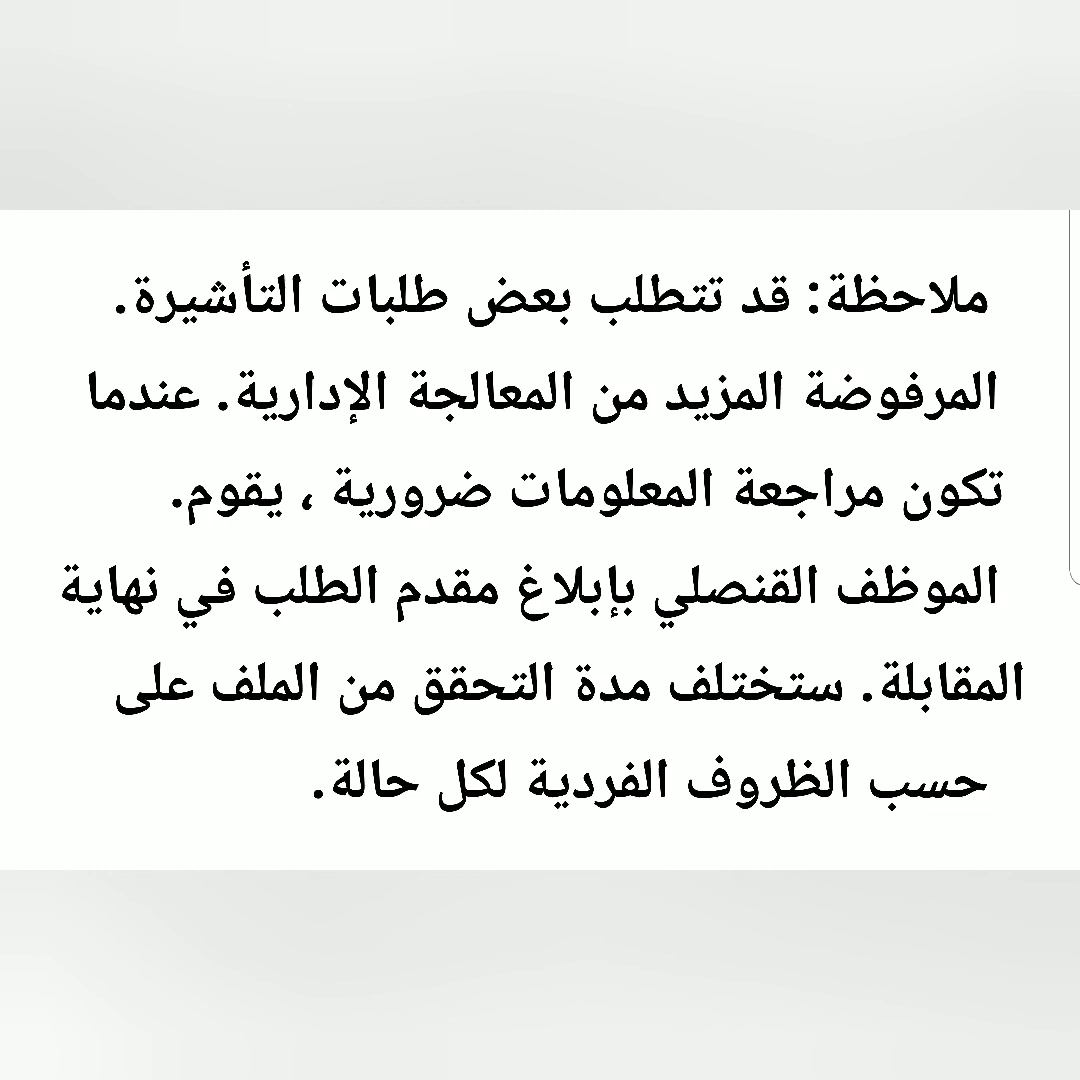 ملاحظة: قد تتطلب بعض طلبات التأشيرة.
المرفوضة المزيد من المعالجة الإدارية. عندما
تكون مراجعة المعلومات ضرورية ، يقوم.
الموظف القنصلي بإبلاغ مقدم الطلب في نهاية
المقابلة. ستختلف مدة التحقق من الملف على
حسب الظروف الفردية لكل حالة.